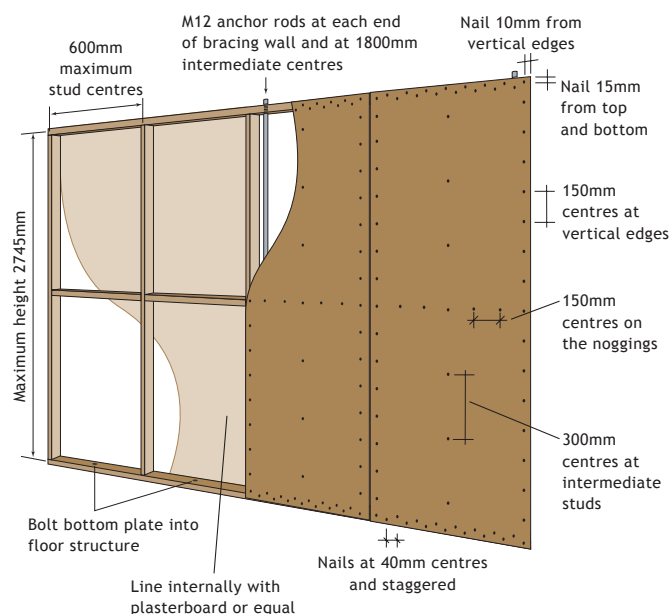 M12 anchor rods at each end
of bracing wall and at 1800mm
intermediate centres
600mm
maximum
stud centres
Nail 10mm from
vertical edges
Nail 15mm
from top
and bottom
150mm
centres at
vertical edges
Maximum height 2745mm
150mm
centres on
the noggings
300mm
centres at
intermediate
studs
Bolt bottom plate into
floor structure
Nails at 40mm centres
and staggered
Line internally with
plasterboard or equal